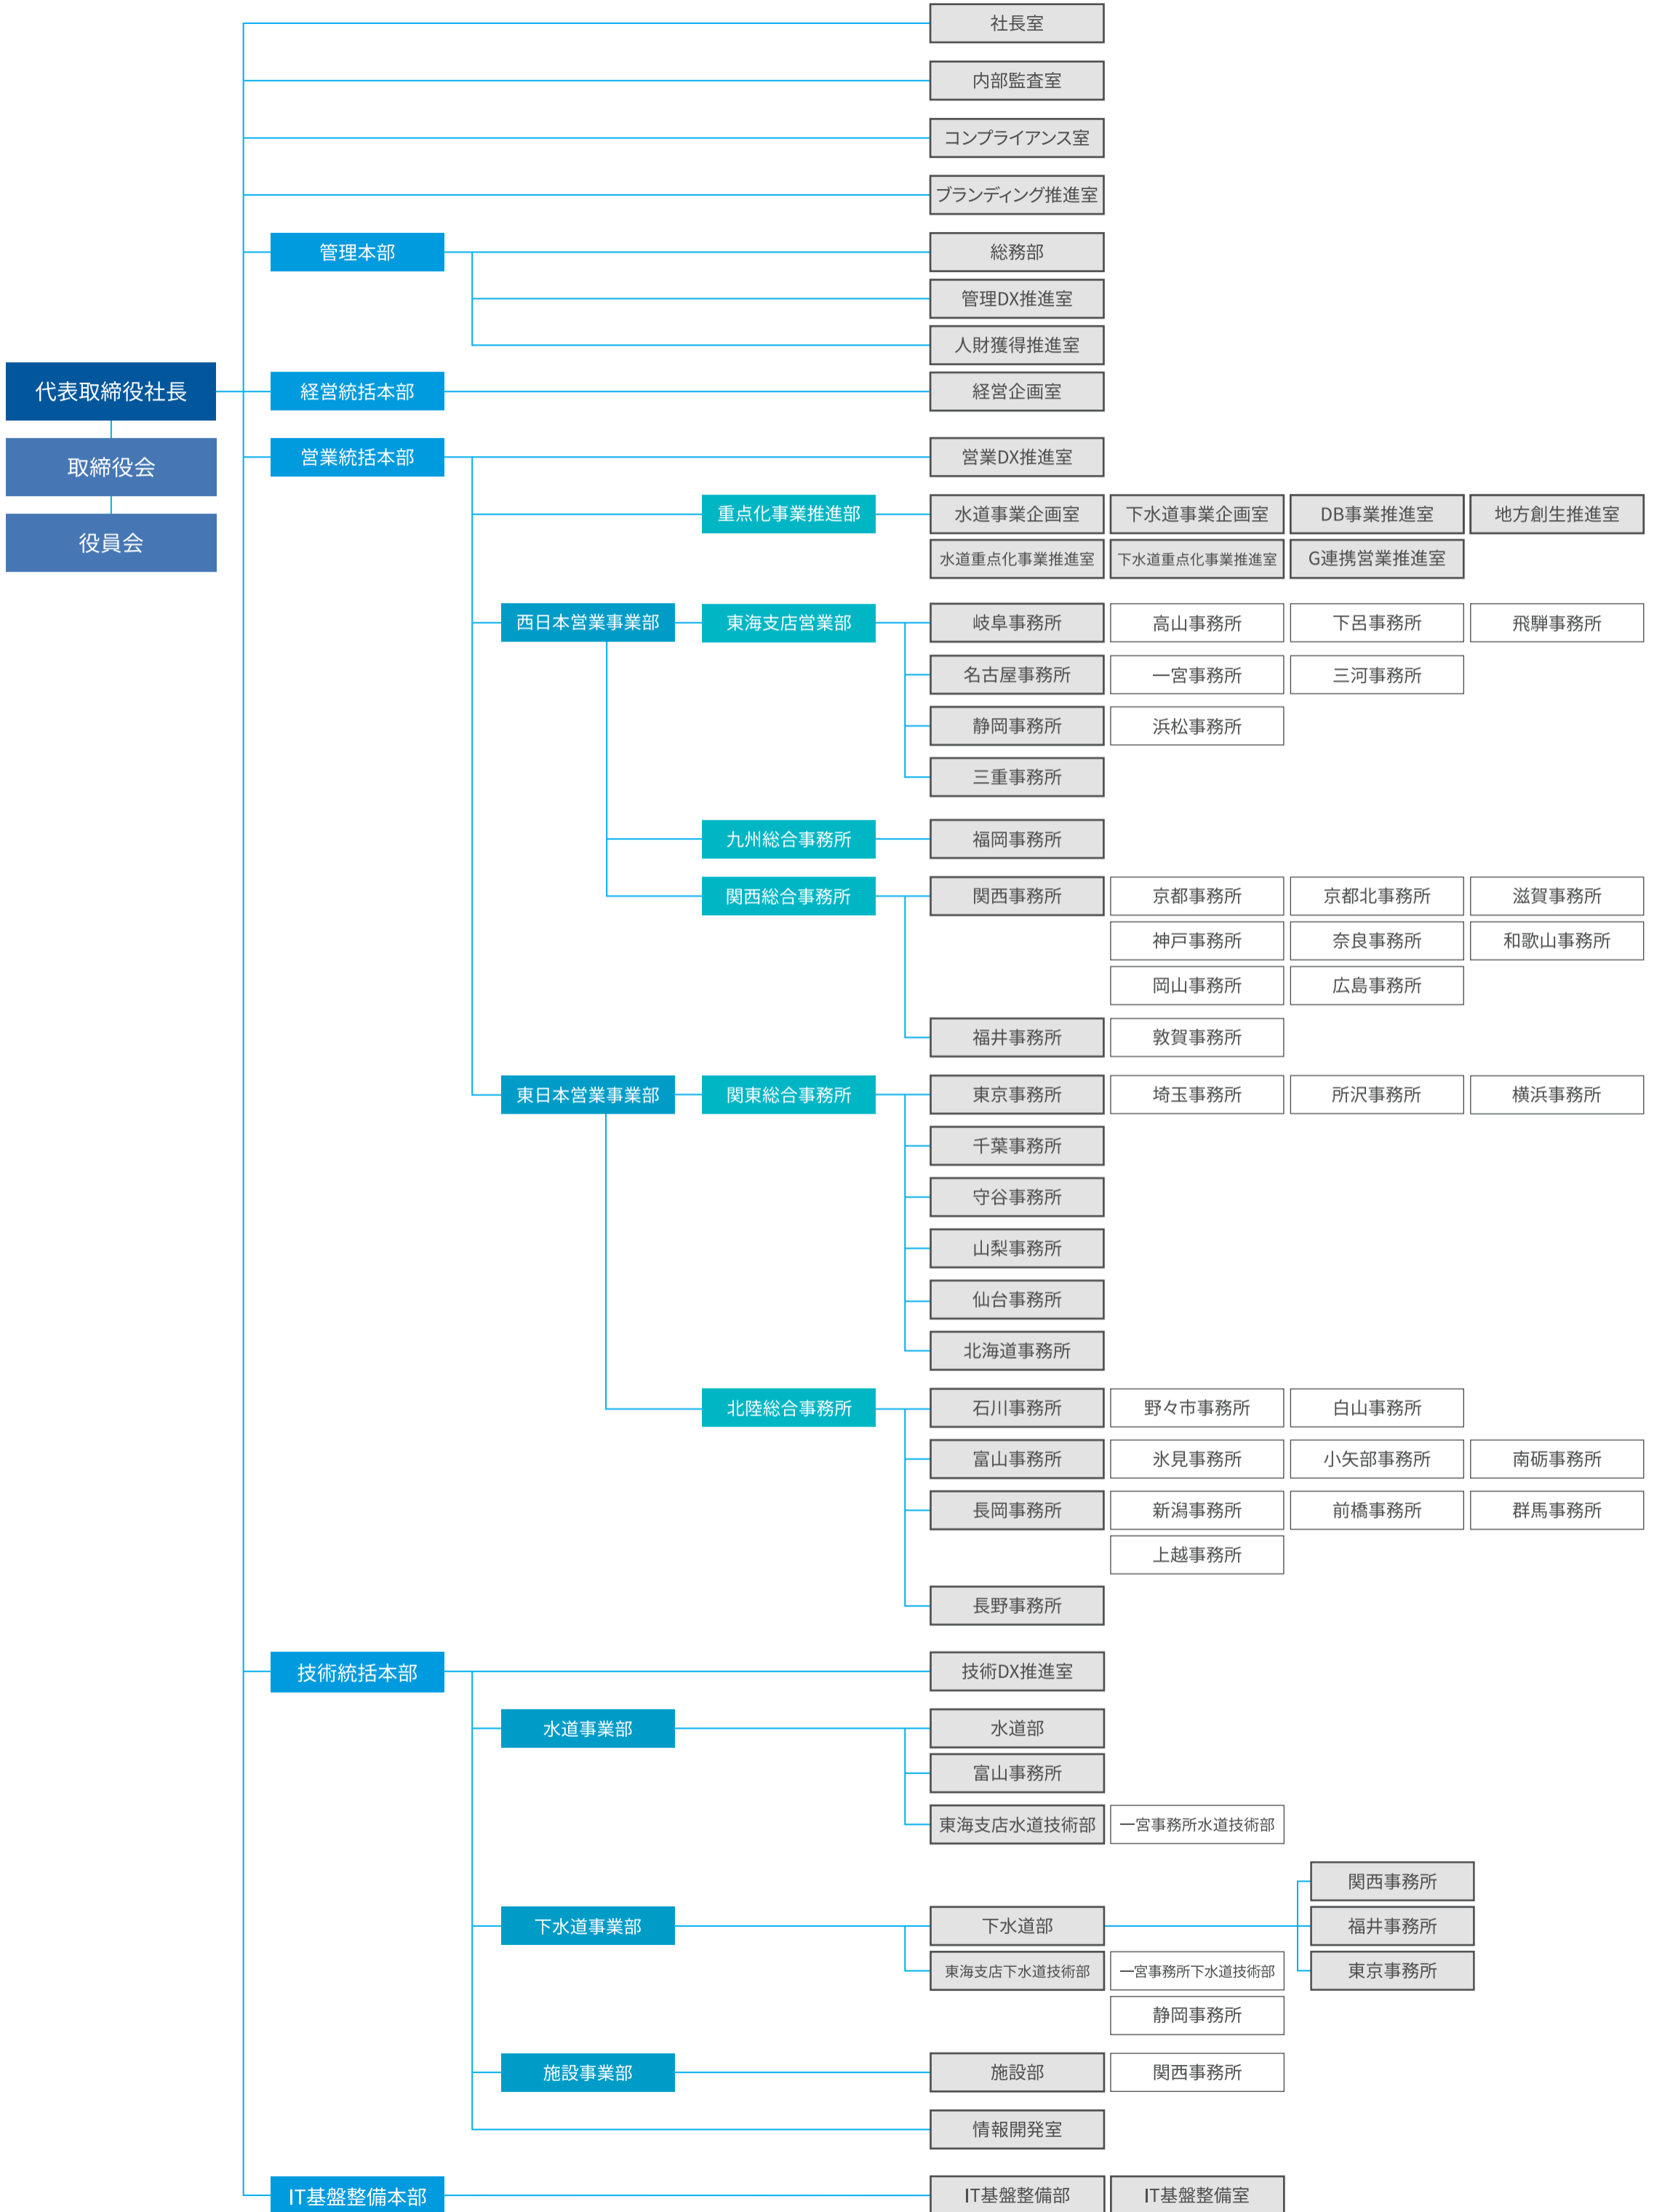 社長室
内部監査室
コンプライアンス室
ブランディング推進室
管理本部
総務部
管理DX推進室
人財獲得推進室
代表取締役社長
経営統括本部
経営企画室
取締役会
役員会
営業統括本部
営業DX推進室
重点化事業推進部
水道事業企画室
下水道事業企画室
DB事業推進室
地方創生推進室
水道重点化事業推進室
下水道重点化事業推進室
G連携営業推進室
西日本営業事業部
東海支店営業部
岐阜事務所
高山事務所
下呂事務所
飛騨事務所
名古屋事務所
一宮事務所
三河事務所
静岡事務所
浜松事務所
三重事務所
九州総合事務所
福岡事務所
関西総合事務所
関西事務所
京都事務所
京都北事務所
滋賀事務所
神戸事務所
奈良事務所
和歌山事務所
岡山事務所
広島事務所
福井事務所
敦賀事務所
東日本営業事業部
関東総合事務所
東京事務所
埼玉事務所
所沢事務所
横浜事務所
千葉事務所
守谷事務所
山梨事務所
仙台事務所
北海道事務所
北陸総合事務所
石川事務所
野々市事務所
白山事務所
富山事務所
氷見事務所
小矢部事務所
南砺事務所
長岡事務所
新潟事務所
前橋事務所
群馬事務所
上越事務所
長野事務所
技術統括本部
技術DX推進室
水道事業部
水道部
富山事務所
東海支店水道技術部
一宮事務所水道技術部
下水道事業部
下水道部
関西事務所
福井事務所
東京事務所
東海支店下水道技術部
一宮事務所下水道技術部
静岡事務所
施設事業部
施設部
関西事務所
情報開発室
IT基盤整備本部
IT基盤整備部
IT基盤整備室